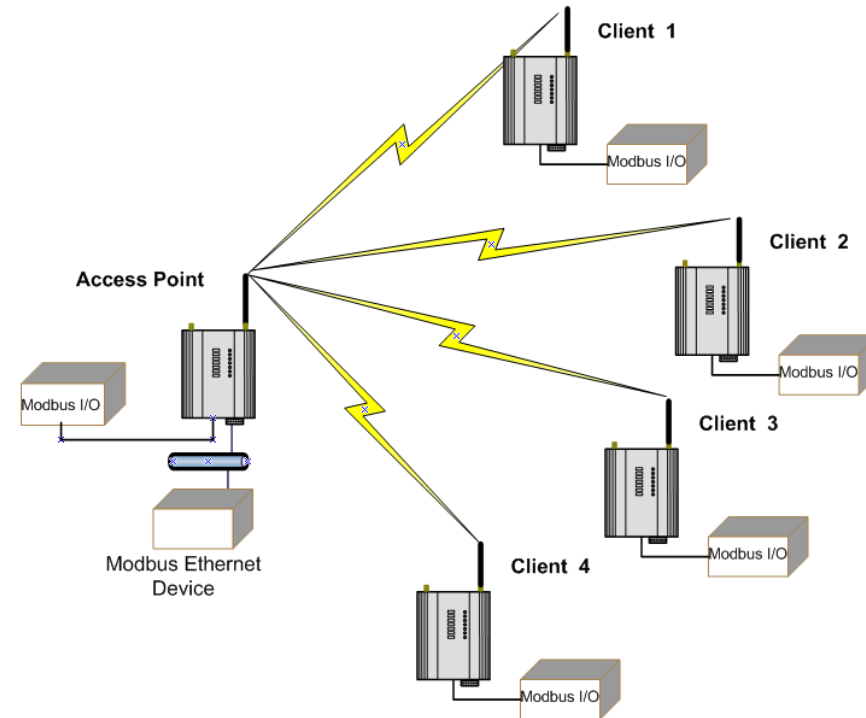 Client 1
Modbus I/O
Client 2
Access Point
Modbus I/O
Modbus I/O
Client 3
Modbus I/O
Modbus Ethernet
Device
Client 4
Modbus I/O